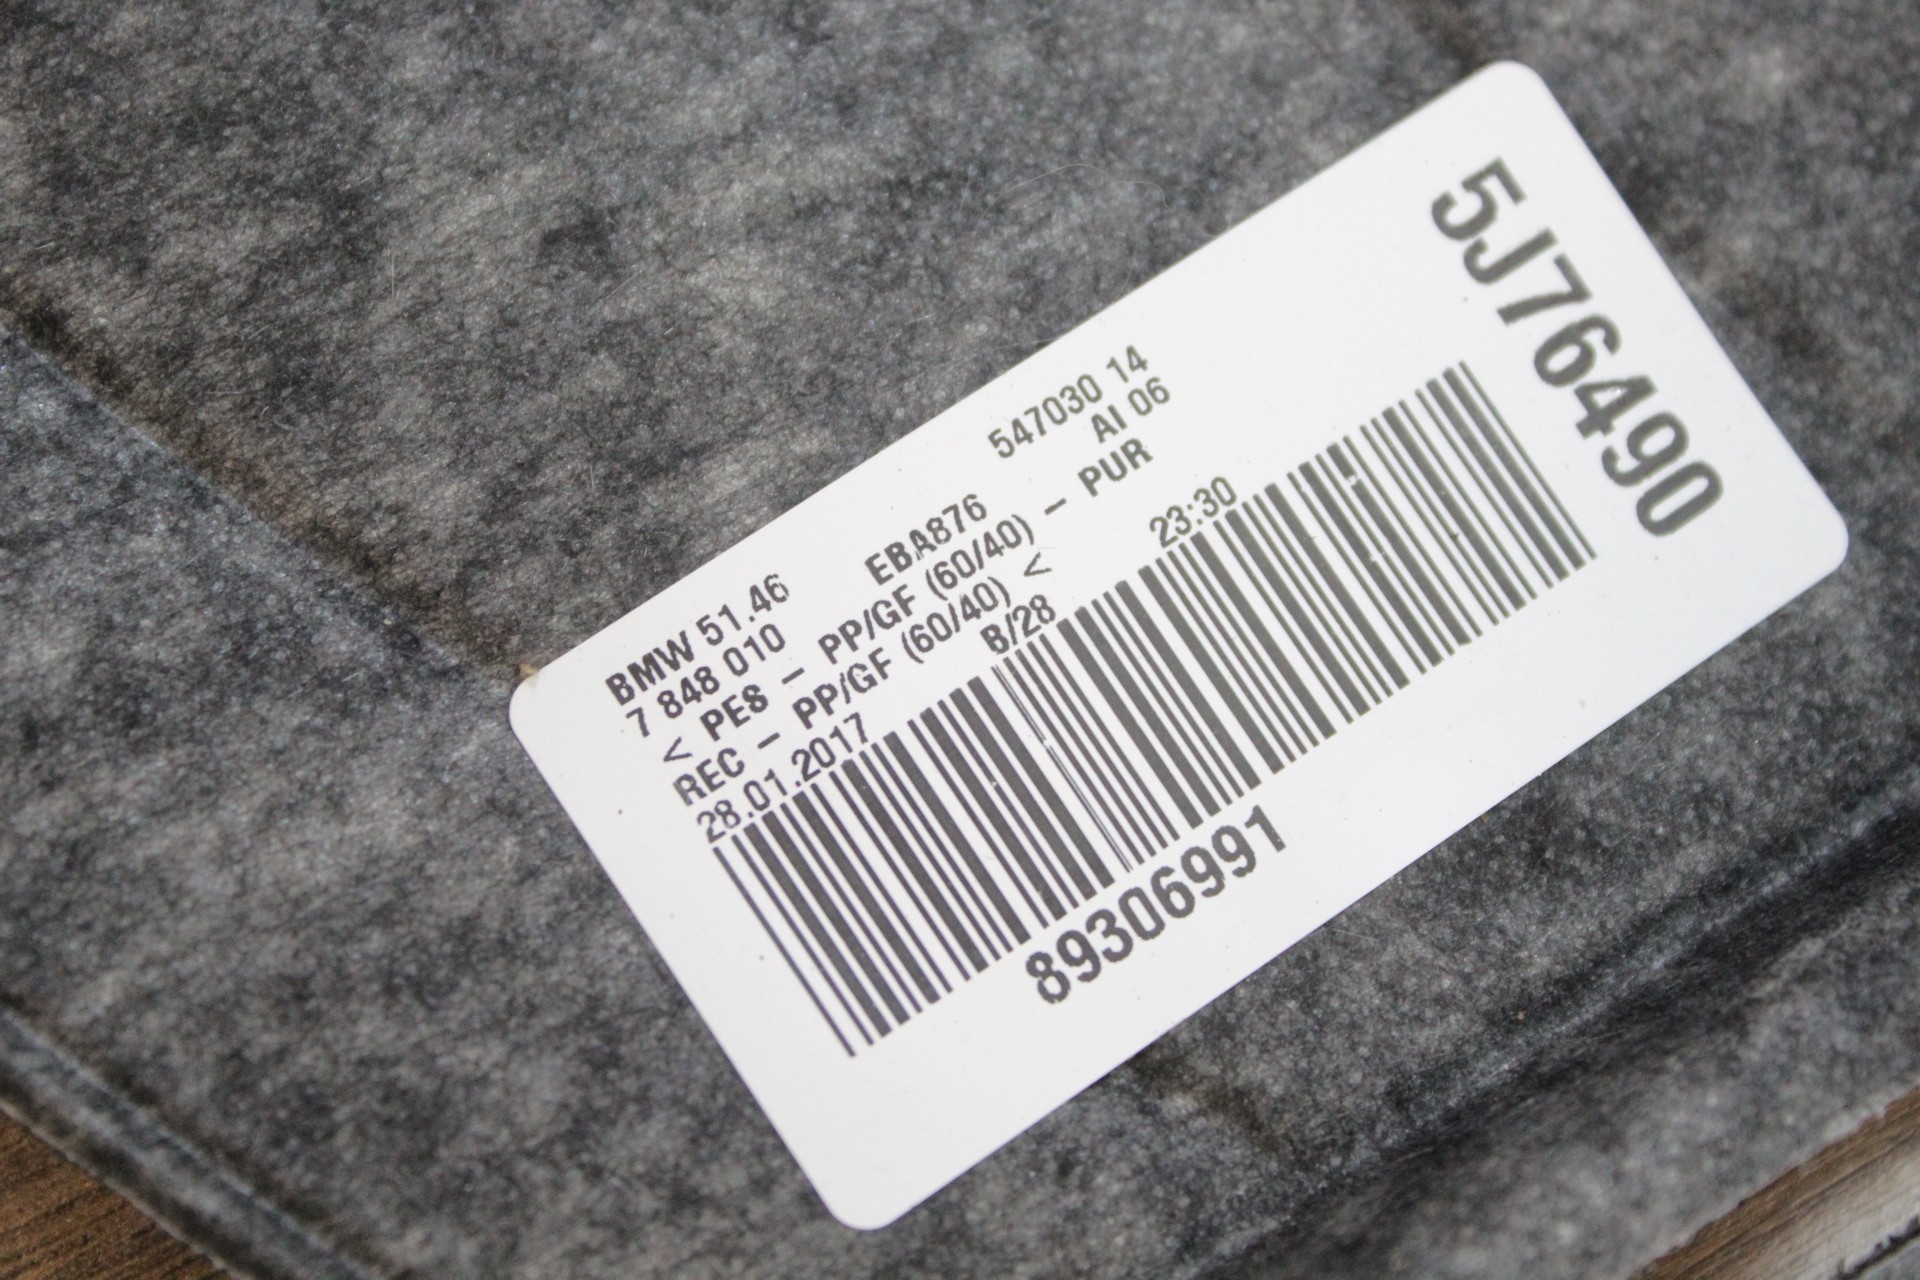 BMW 51.46 547030 14
7 848 010 EBA876 AI 06
< PES - PP/GF (60/40) - PUR
REC - PP/GF (60/40) <
28.01.2017 B/28 23:30
89306991
5J76490